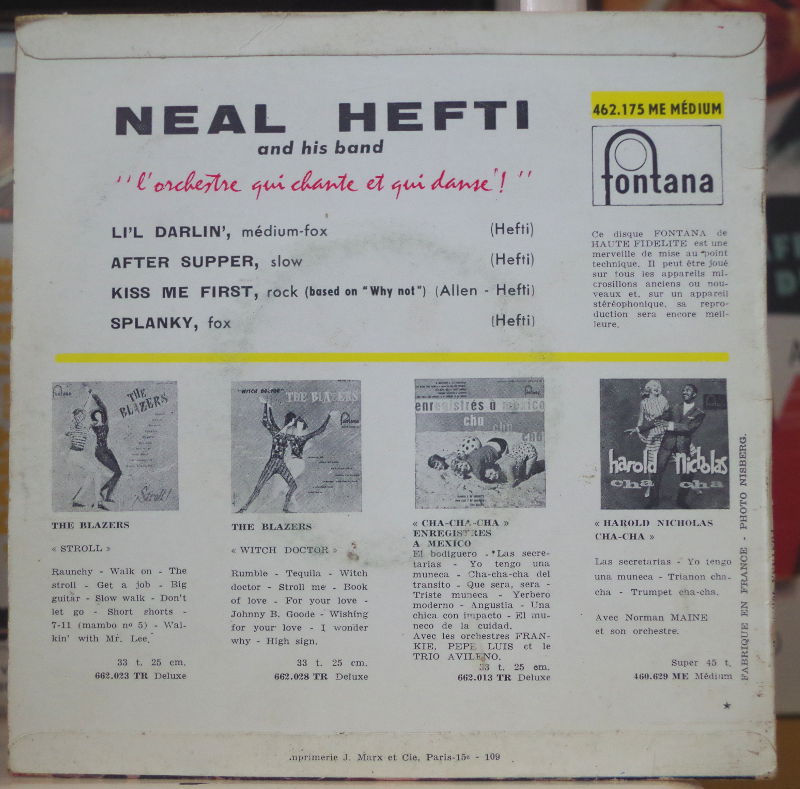 NEAL HEFTI
and his band
"l'orchestre qui chante et qui danse!"
LI'L DARLIN', médium-fox (Hefti)
AFTER SUPPER, slow (Hefti)
KISS ME FIRST, rock (based on "Why not") (Allen - Hefti)
SPLANKY, fox (Hefti)
462.175 ME MÉDIUM
fontana
Ce disque FONTANA de
HAUTE FIDELITE est une
merveille de mise au point
technique. Il peut être joué
sur tous les appareils mi-
crosillons anciens ou nou-
veaux et, sur un appareil
stéréophonique, sa repro-
duction sera encore meil-
leure.
THE
BLAZERS
Stroll!
THE BLAZERS
« STROLL »
Raunchy - Walk on - The
stroll - Get a job - Big
guitar - Slow walk - Don't
let go - Short shorts -
7-11 (mambo nº 5) - Wal-
kin' with Mr. Lee.
33 t. 25 cm.
662.023 TR Deluxe
"WITCH DOCTOR"
THE BLAZERS
fontana
THE BLAZERS
« WITCH DOCTOR »
Rumble - Tequila - Witch
doctor - Stroll me - Book
of love - For your love -
Johnny B. Goode - Wishing
for your love - I wonder
why - High sign.
33 t. 25 cm.
662.028 TR Deluxe
enregistrés à mexico
cha
cha
cha
« CHA-CHA-CHA »
ENREGISTRES
A MEXICO
El bodiguero - Las secre-
tarias - Yo tengo una
muneca - Cha-cha-cha del
transito - Que sera, sera -
Triste muneca - Yerbero
moderno - Angustia - Una
chica con impacto - El mu-
neco de la cuidad.
Avec les orchestres FRAN-
KIE, PEPE LUIS et le
TRIO AVILENO.
33 t. 25 cm.
662.013 TR Deluxe
harold nicholas
cha cha
« HAROLD NICHOLAS
CHA-CHA »
Las secretarias - Yo tengo
una muneca - Trianon cha-
cha - Trumpet cha-cha.
Avec Norman MAINE
et son orchestre.
Super 45 t.
460.629 ME Médium
FABRIQUE EN FRANCE - PHOTO NISBERG.
Imprimerie J. Marx et Cie, Paris-15e - 109